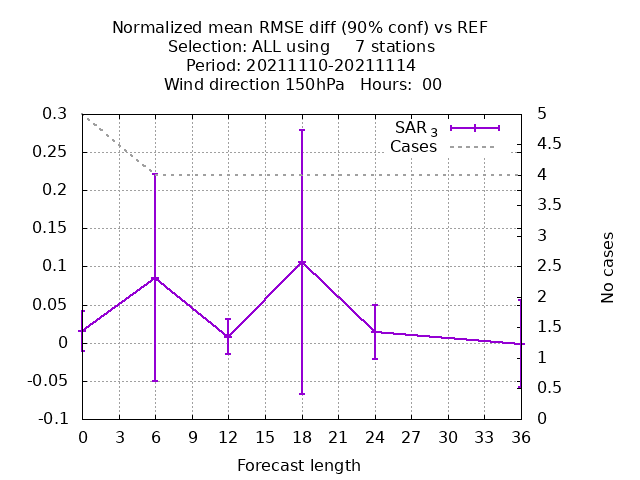 Normalized mean RMSE diff (90% conf) vs REF
Selection: ALL using     7 stations
Period: 20211110-20211114
Wind direction 150hPa   Hours:  00
0.3
0.25
0.2
0.15
0.1
0.05
0
-0.05
-0.1
SAR 3
Cases
5
4.5
4
3.5
3
2.5
2
1.5
1
0.5
0
No cases
0 3 6 9 12 15 18 21 24 27 30 33 36
Forecast length